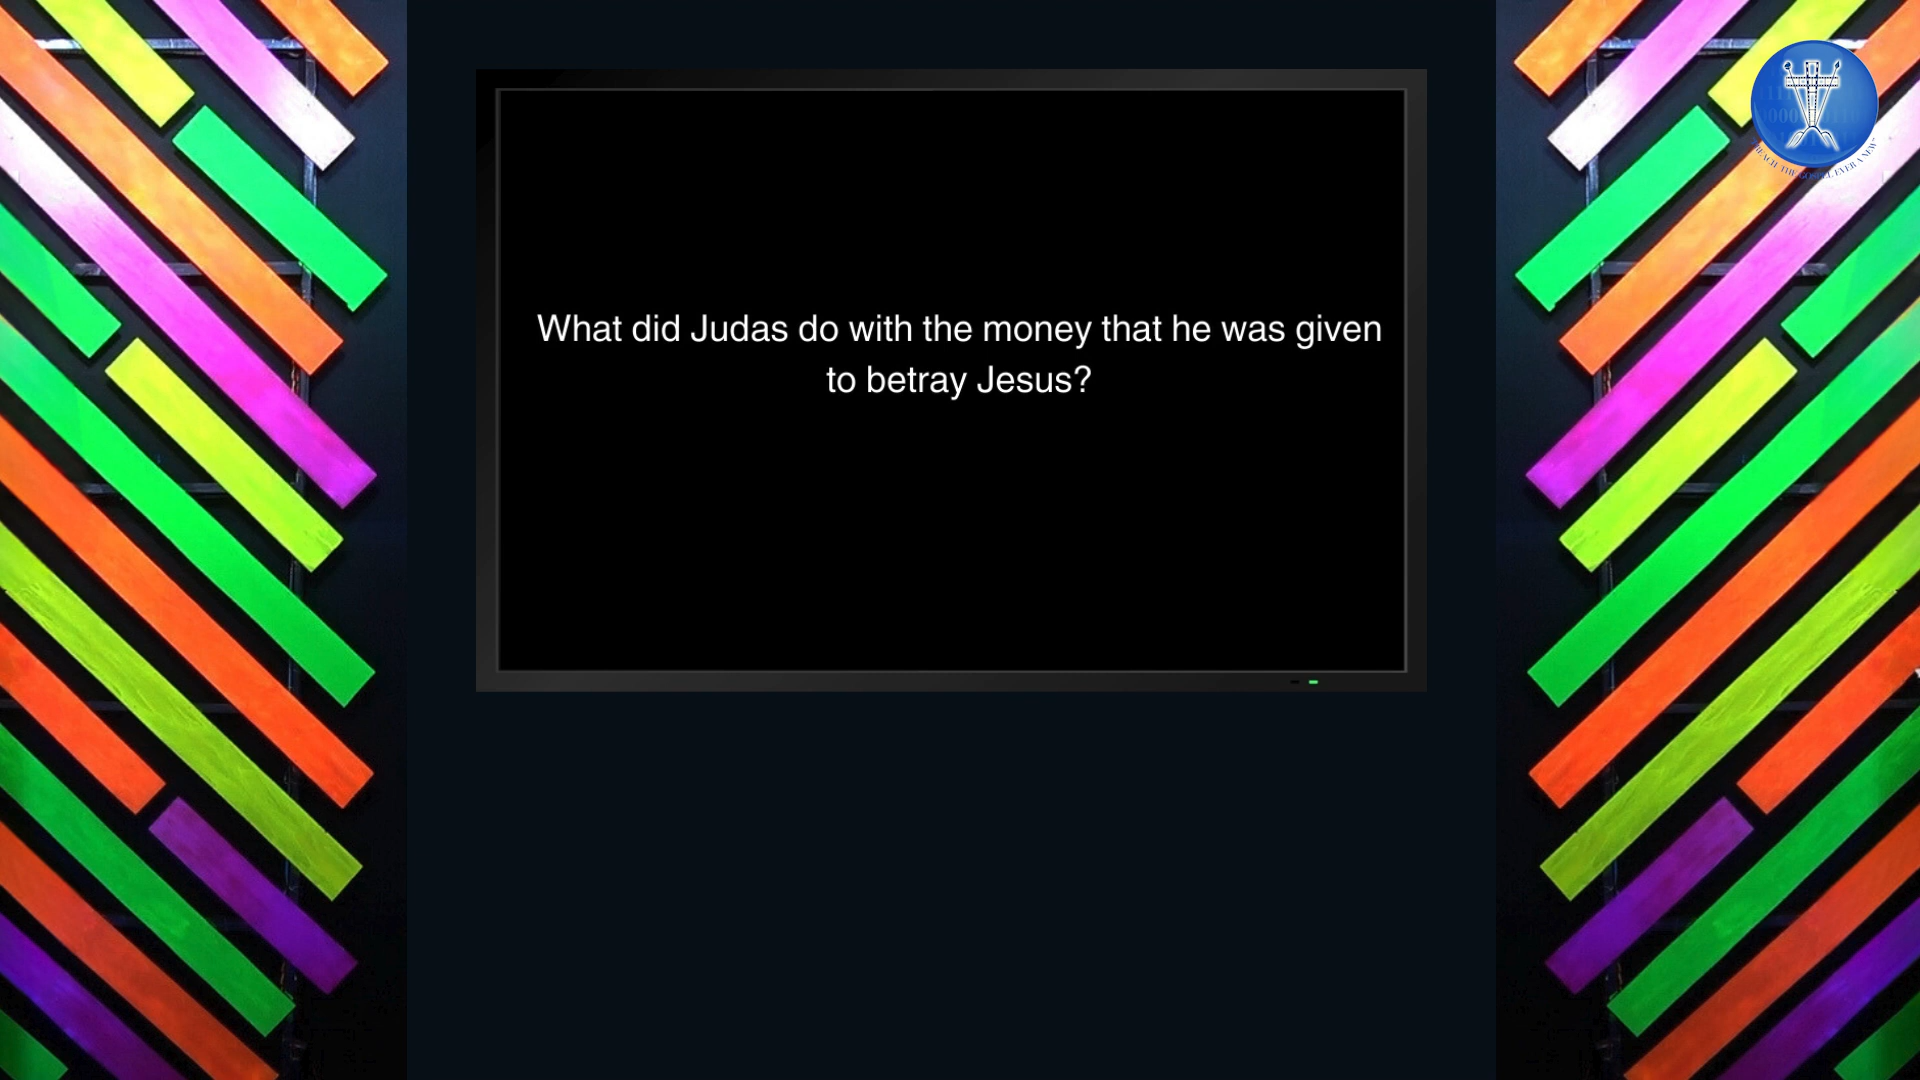 What did Judas do with the money that he was given
to betray Jesus?